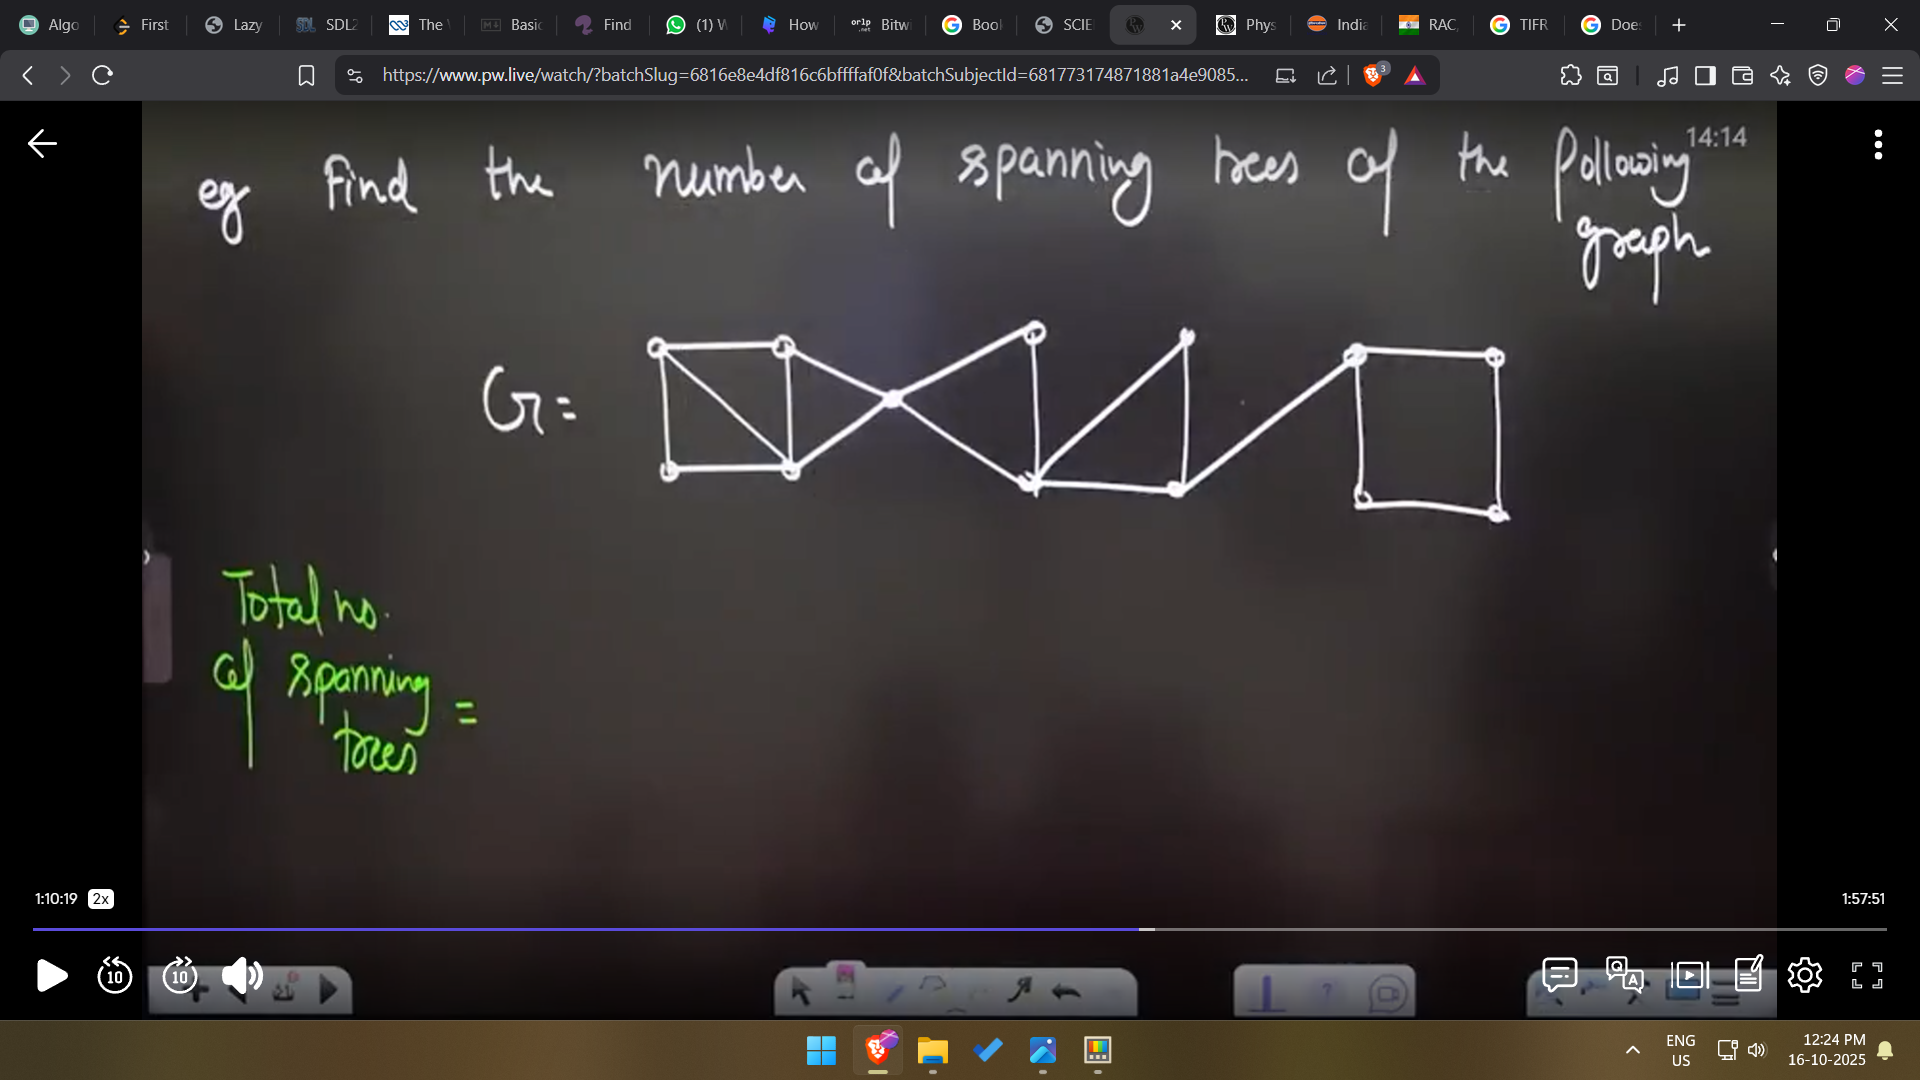 Algo
First
Lazy
SDL2
The
Basic
Find
(1) W
How
Bitwi
Bool
SCIE
Phys
India
RAC,
TIFR
Does
https://www.pw.live/watch/?batchSlug=6816e8e4df816c6bffffaf0f&batchSubjectId=681773174871881a4e9085...
3
14:14
eg Find the number of spanning trees of the following
graph
G=
Total no.
of spanning =
trees
1:10:19 2x
1:57:51
10
10
ENG
US
12:24 PM
16-10-2025